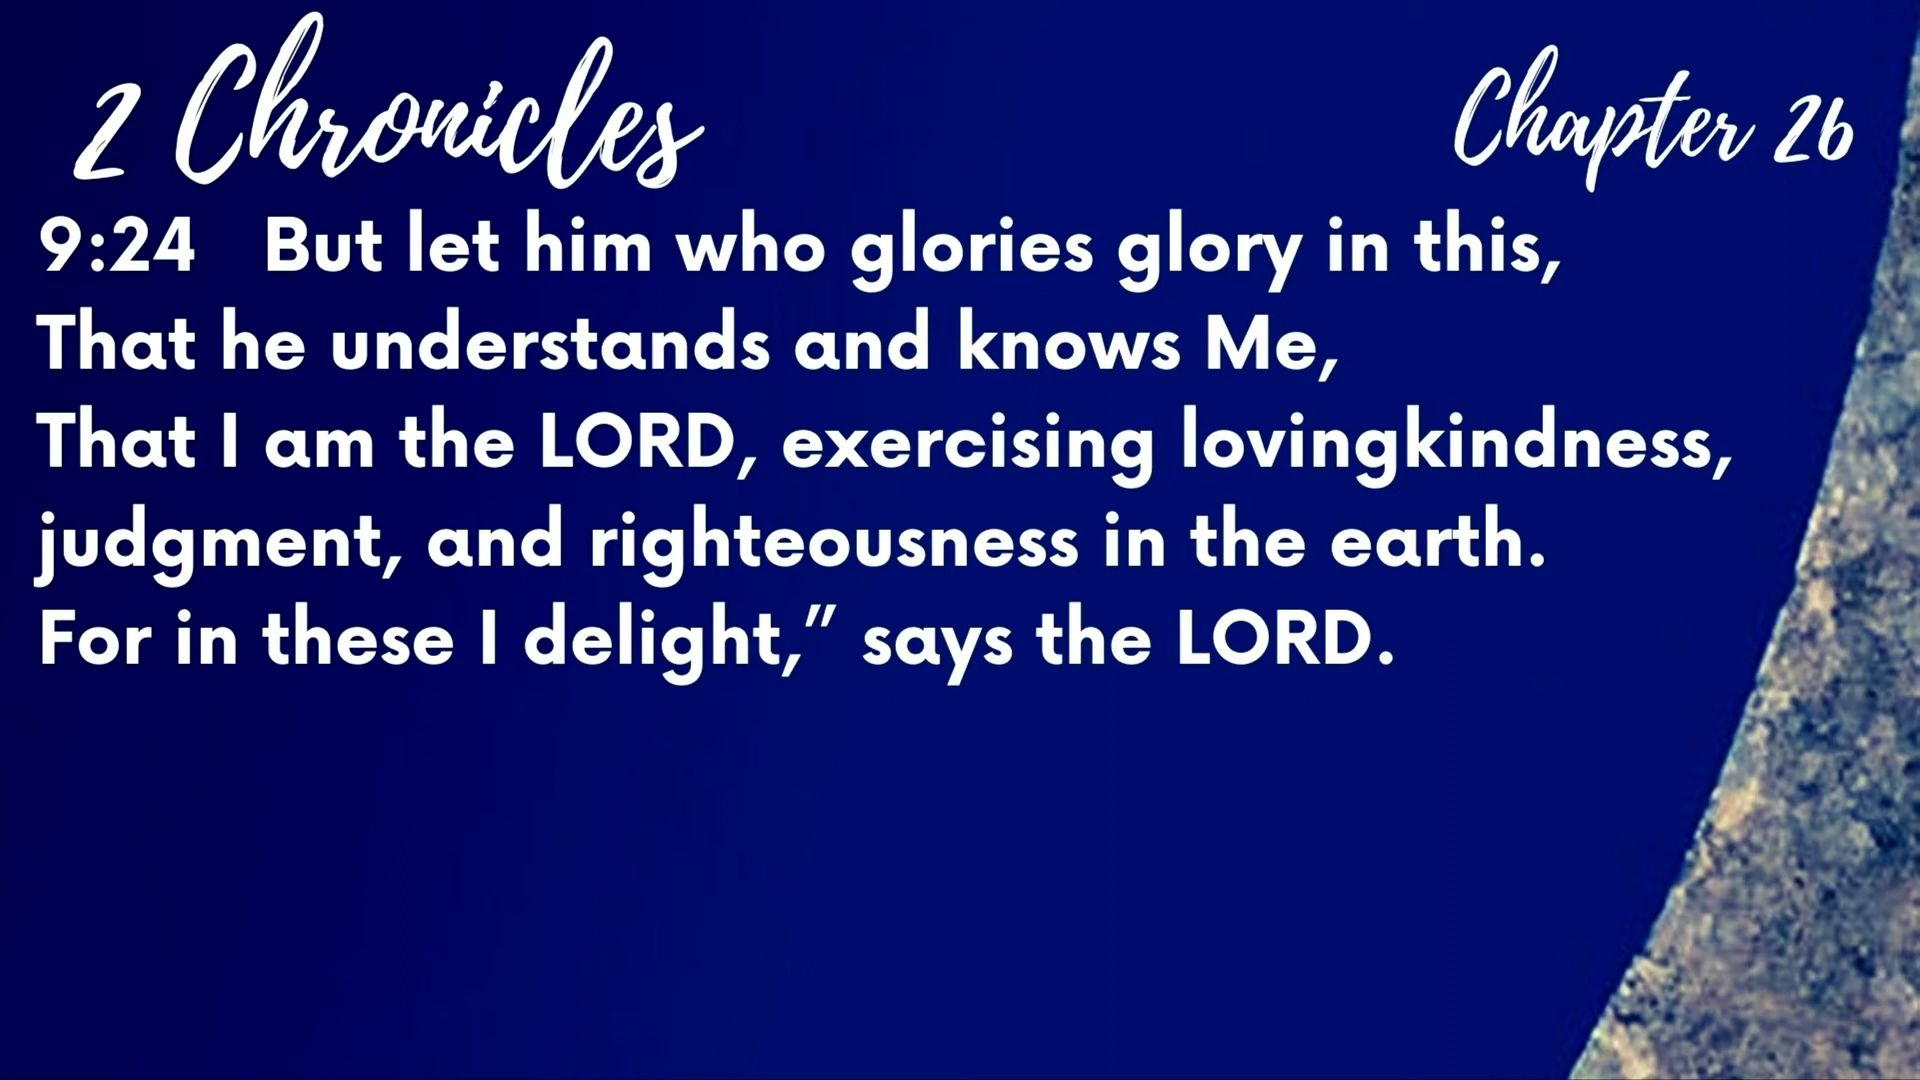 2 Chronicles
Chapter 26
9:24 But let him who glories glory in this,
That he understands and knows Me,
That I am the LORD, exercising lovingkindness,
judgment, and righteousness in the earth.
For in these I delight,” says the LORD.